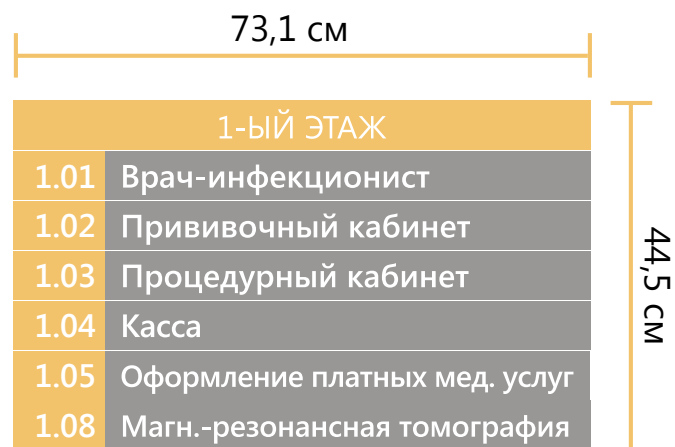 73,1 см
1-ЫЙ ЭТАЖ
1.01 Врач-инфекционист
1.02 Прививочный кабинет
1.03 Процедурный кабинет
1.04 Касса
1.05 Оформление платных мед. услуг
1.08 Магн.-резонансная томография
44,5 см